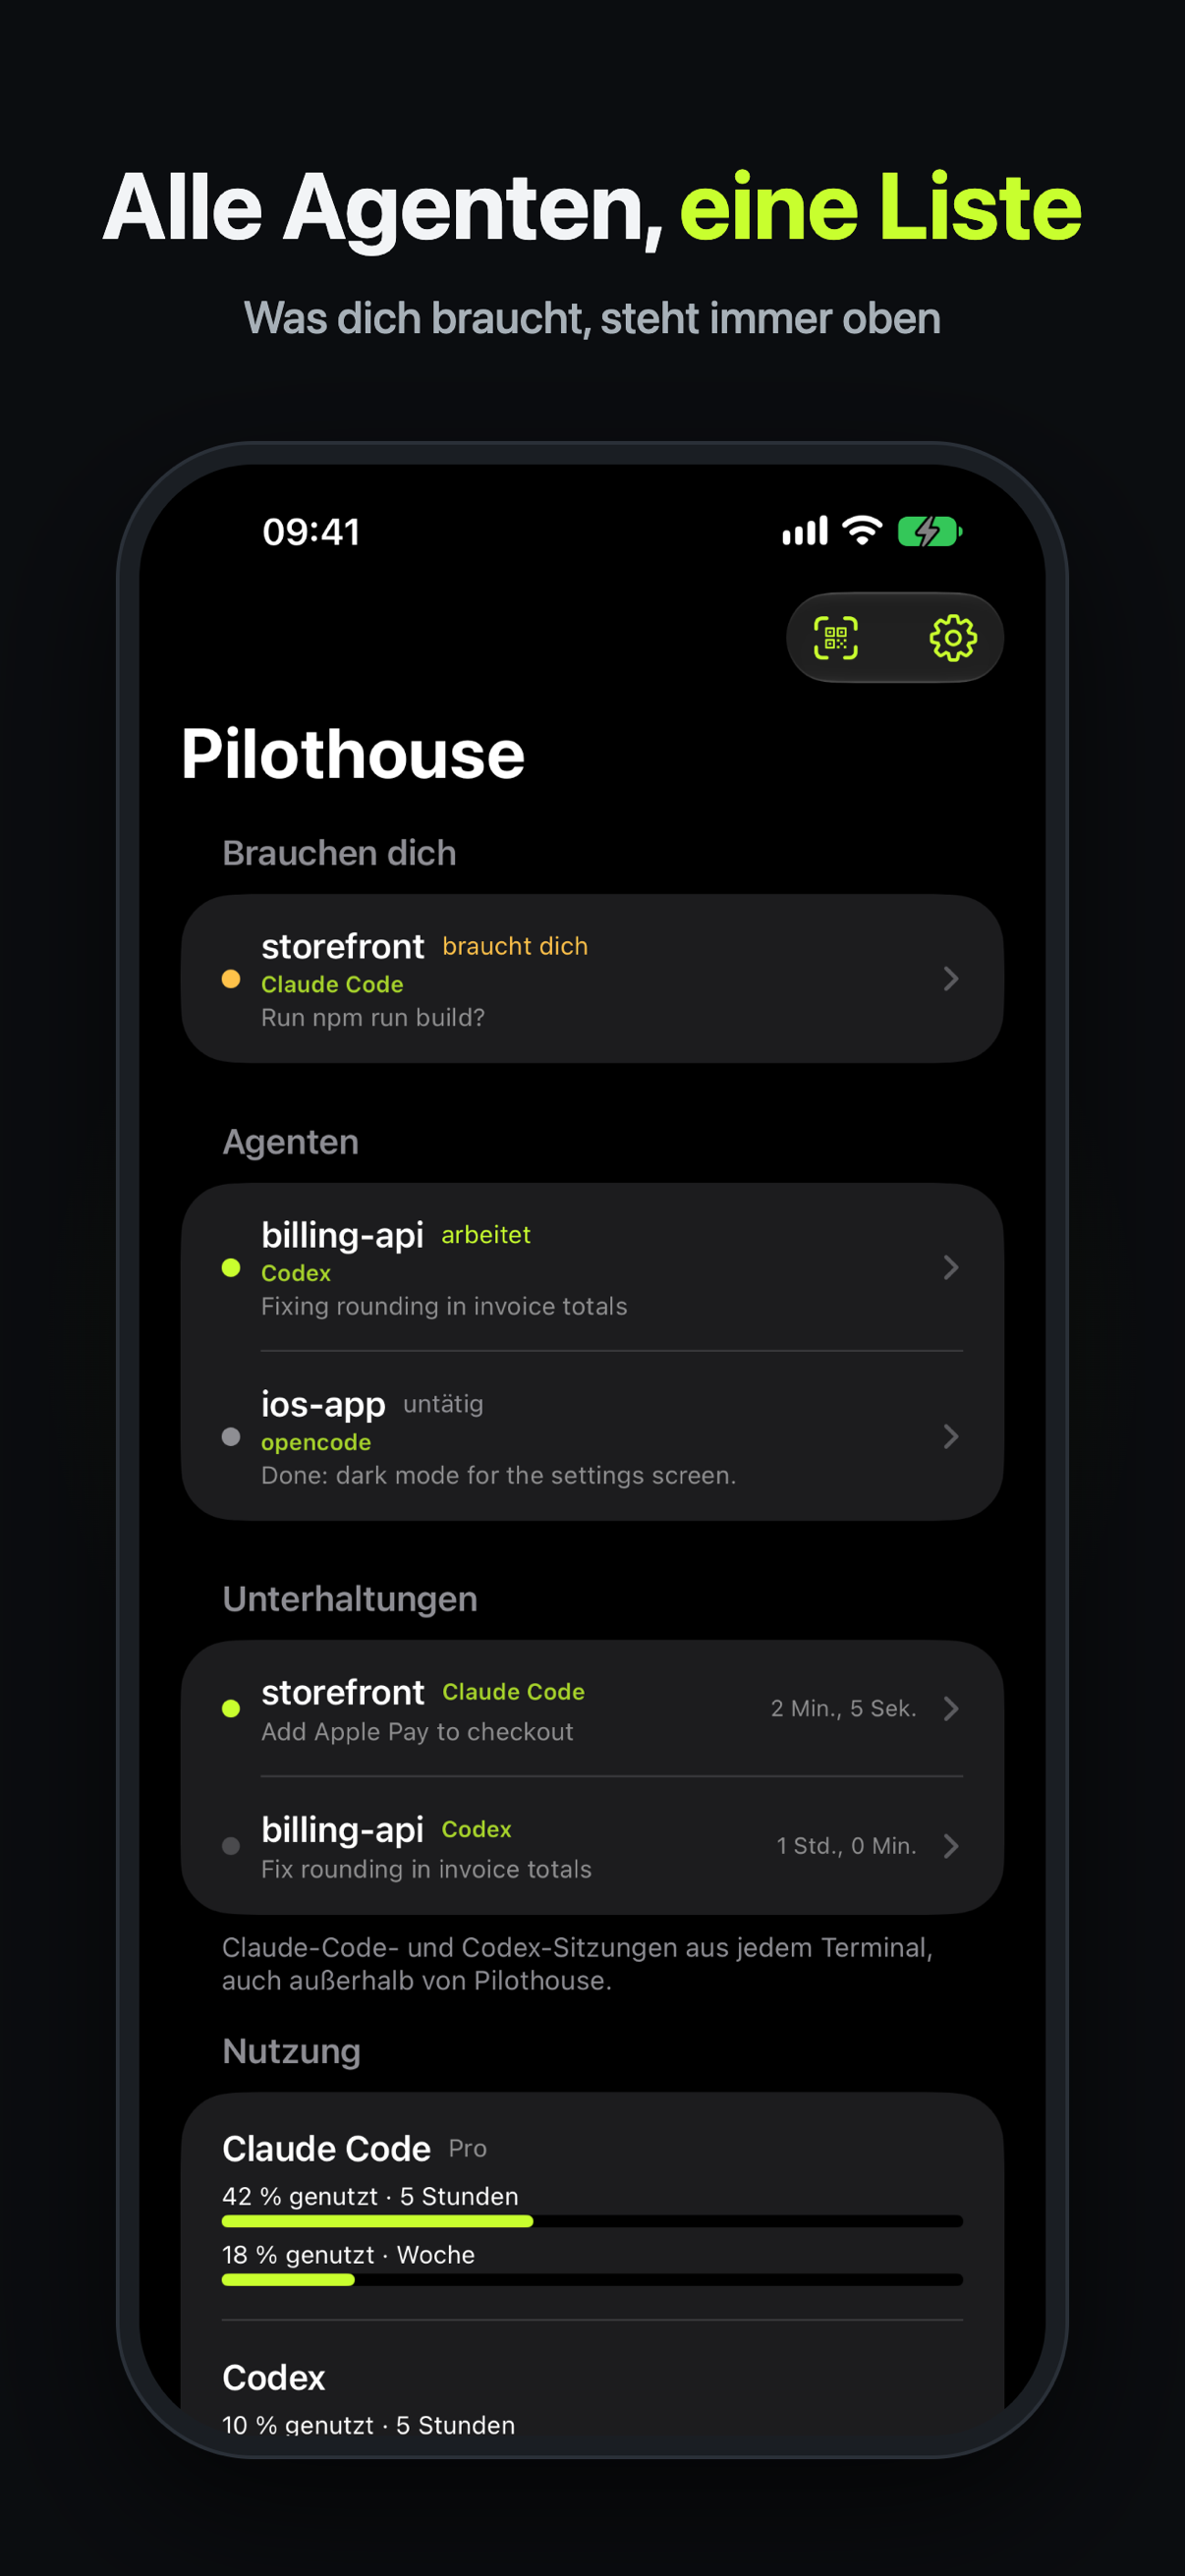 Alle Agenten, eine Liste
Was dich braucht, steht immer oben
09:41
Pilothouse
Brauchen dich
storefront braucht dich
Claude Code
Run npm run build?
Agenten
billing-api arbeitet
Codex
Fixing rounding in invoice totals
ios-app untätig
opencode
Done: dark mode for the settings screen.
Unterhaltungen
storefront Claude Code
2 Min., 5 Sek.
Add Apple Pay to checkout
billing-api Codex
1 Std., 0 Min.
Fix rounding in invoice totals
Claude-Code- und Codex-Sitzungen aus jedem Terminal,
auch außerhalb von Pilothouse.
Nutzung
Claude Code Pro
42 % genutzt · 5 Stunden
18 % genutzt · Woche
Codex
10 % genutzt · 5 Stunden